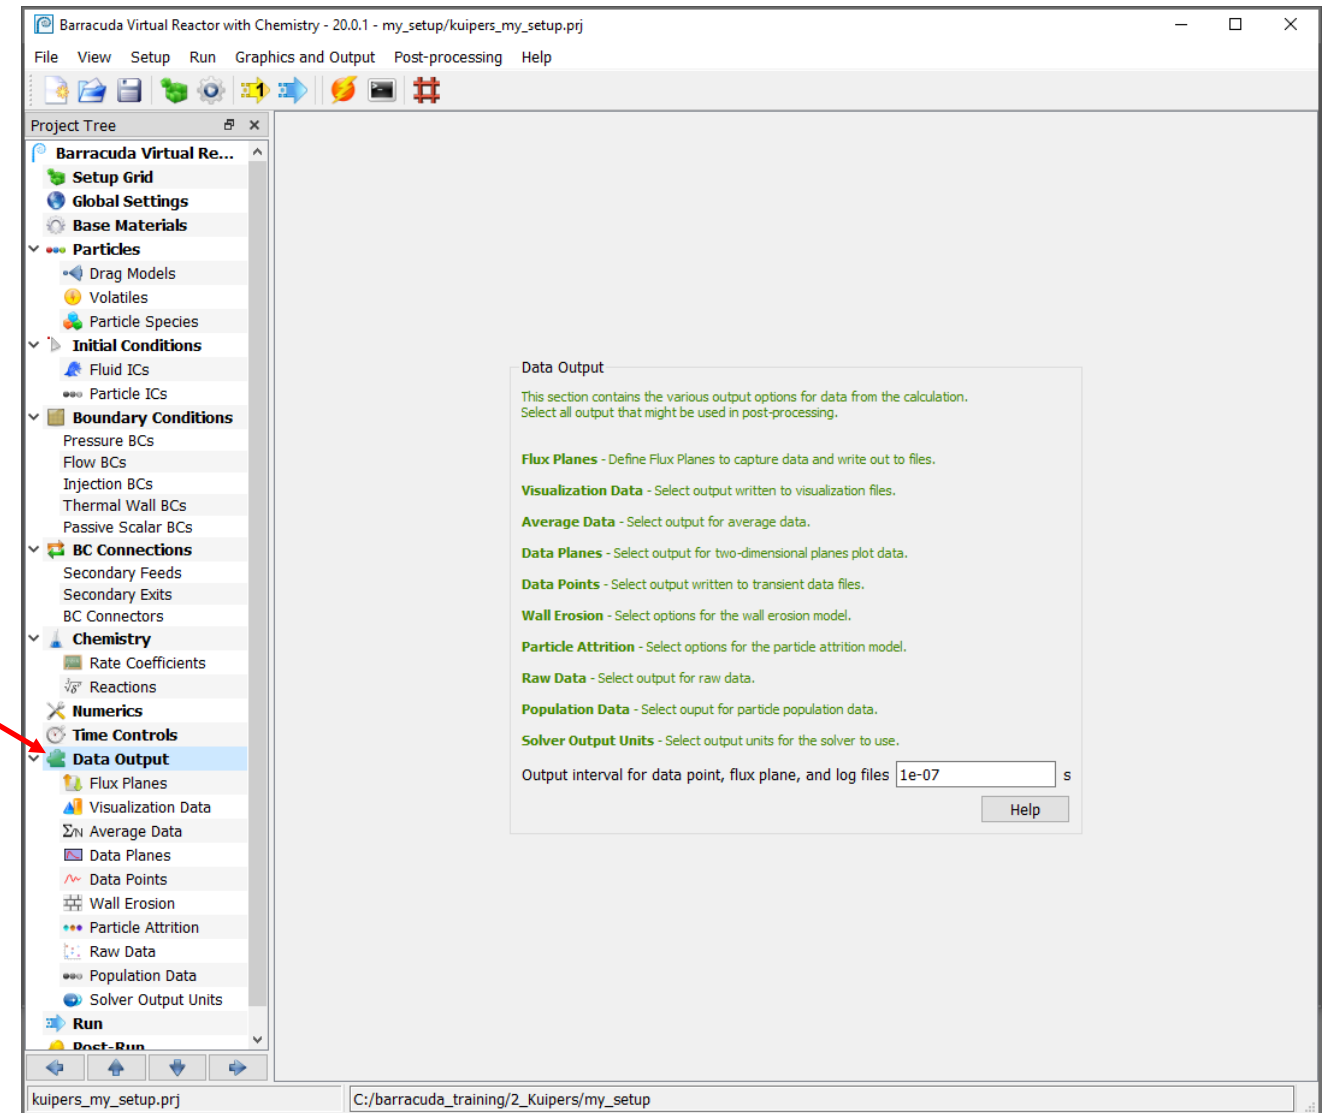 Barracuda Virtual Reactor with Chemistry - 20.0.1 - my_setup/kuipers_my_setup.prj
File View Setup Run Graphics and Output Post-processing Help
1
Project Tree
Barracuda Virtual Re...
Setup Grid
Global Settings
Base Materials
Particles
Drag Models
Volatiles
Particle Species
Initial Conditions
Fluid ICs
Particle ICs
Boundary Conditions
Pressure BCs
Flow BCs
Injection BCs
Thermal Wall BCs
Passive Scalar BCs
BC Connections
Secondary Feeds
Secondary Exits
BC Connectors
Chemistry
Rate Coefficients
Reactions
Numerics
Time Controls
Data Output
Flux Planes
Visualization Data
Σ/N Average Data
Data Planes
Data Points
Wall Erosion
Particle Attrition
Raw Data
Population Data
Solver Output Units
Run
Post-Run
Data Output
This section contains the various output options for data from the calculation.
Select all output that might be used in post-processing.
Flux Planes - Define Flux Planes to capture data and write out to files.
Visualization Data - Select output written to visualization files.
Average Data - Select output for average data.
Data Planes - Select output for two-dimensional planes plot data.
Data Points - Select output written to transient data files.
Wall Erosion - Select options for the wall erosion model.
Particle Attrition - Select options for the particle attrition model.
Raw Data - Select output for raw data.
Population Data - Select ouput for particle population data.
Solver Output Units - Select output units for the solver to use.
Output interval for data point, flux plane, and log files 1e-07 s
Help
kuipers_my_setup.prj
C:/barracuda_training/2_Kuipers/my_setup